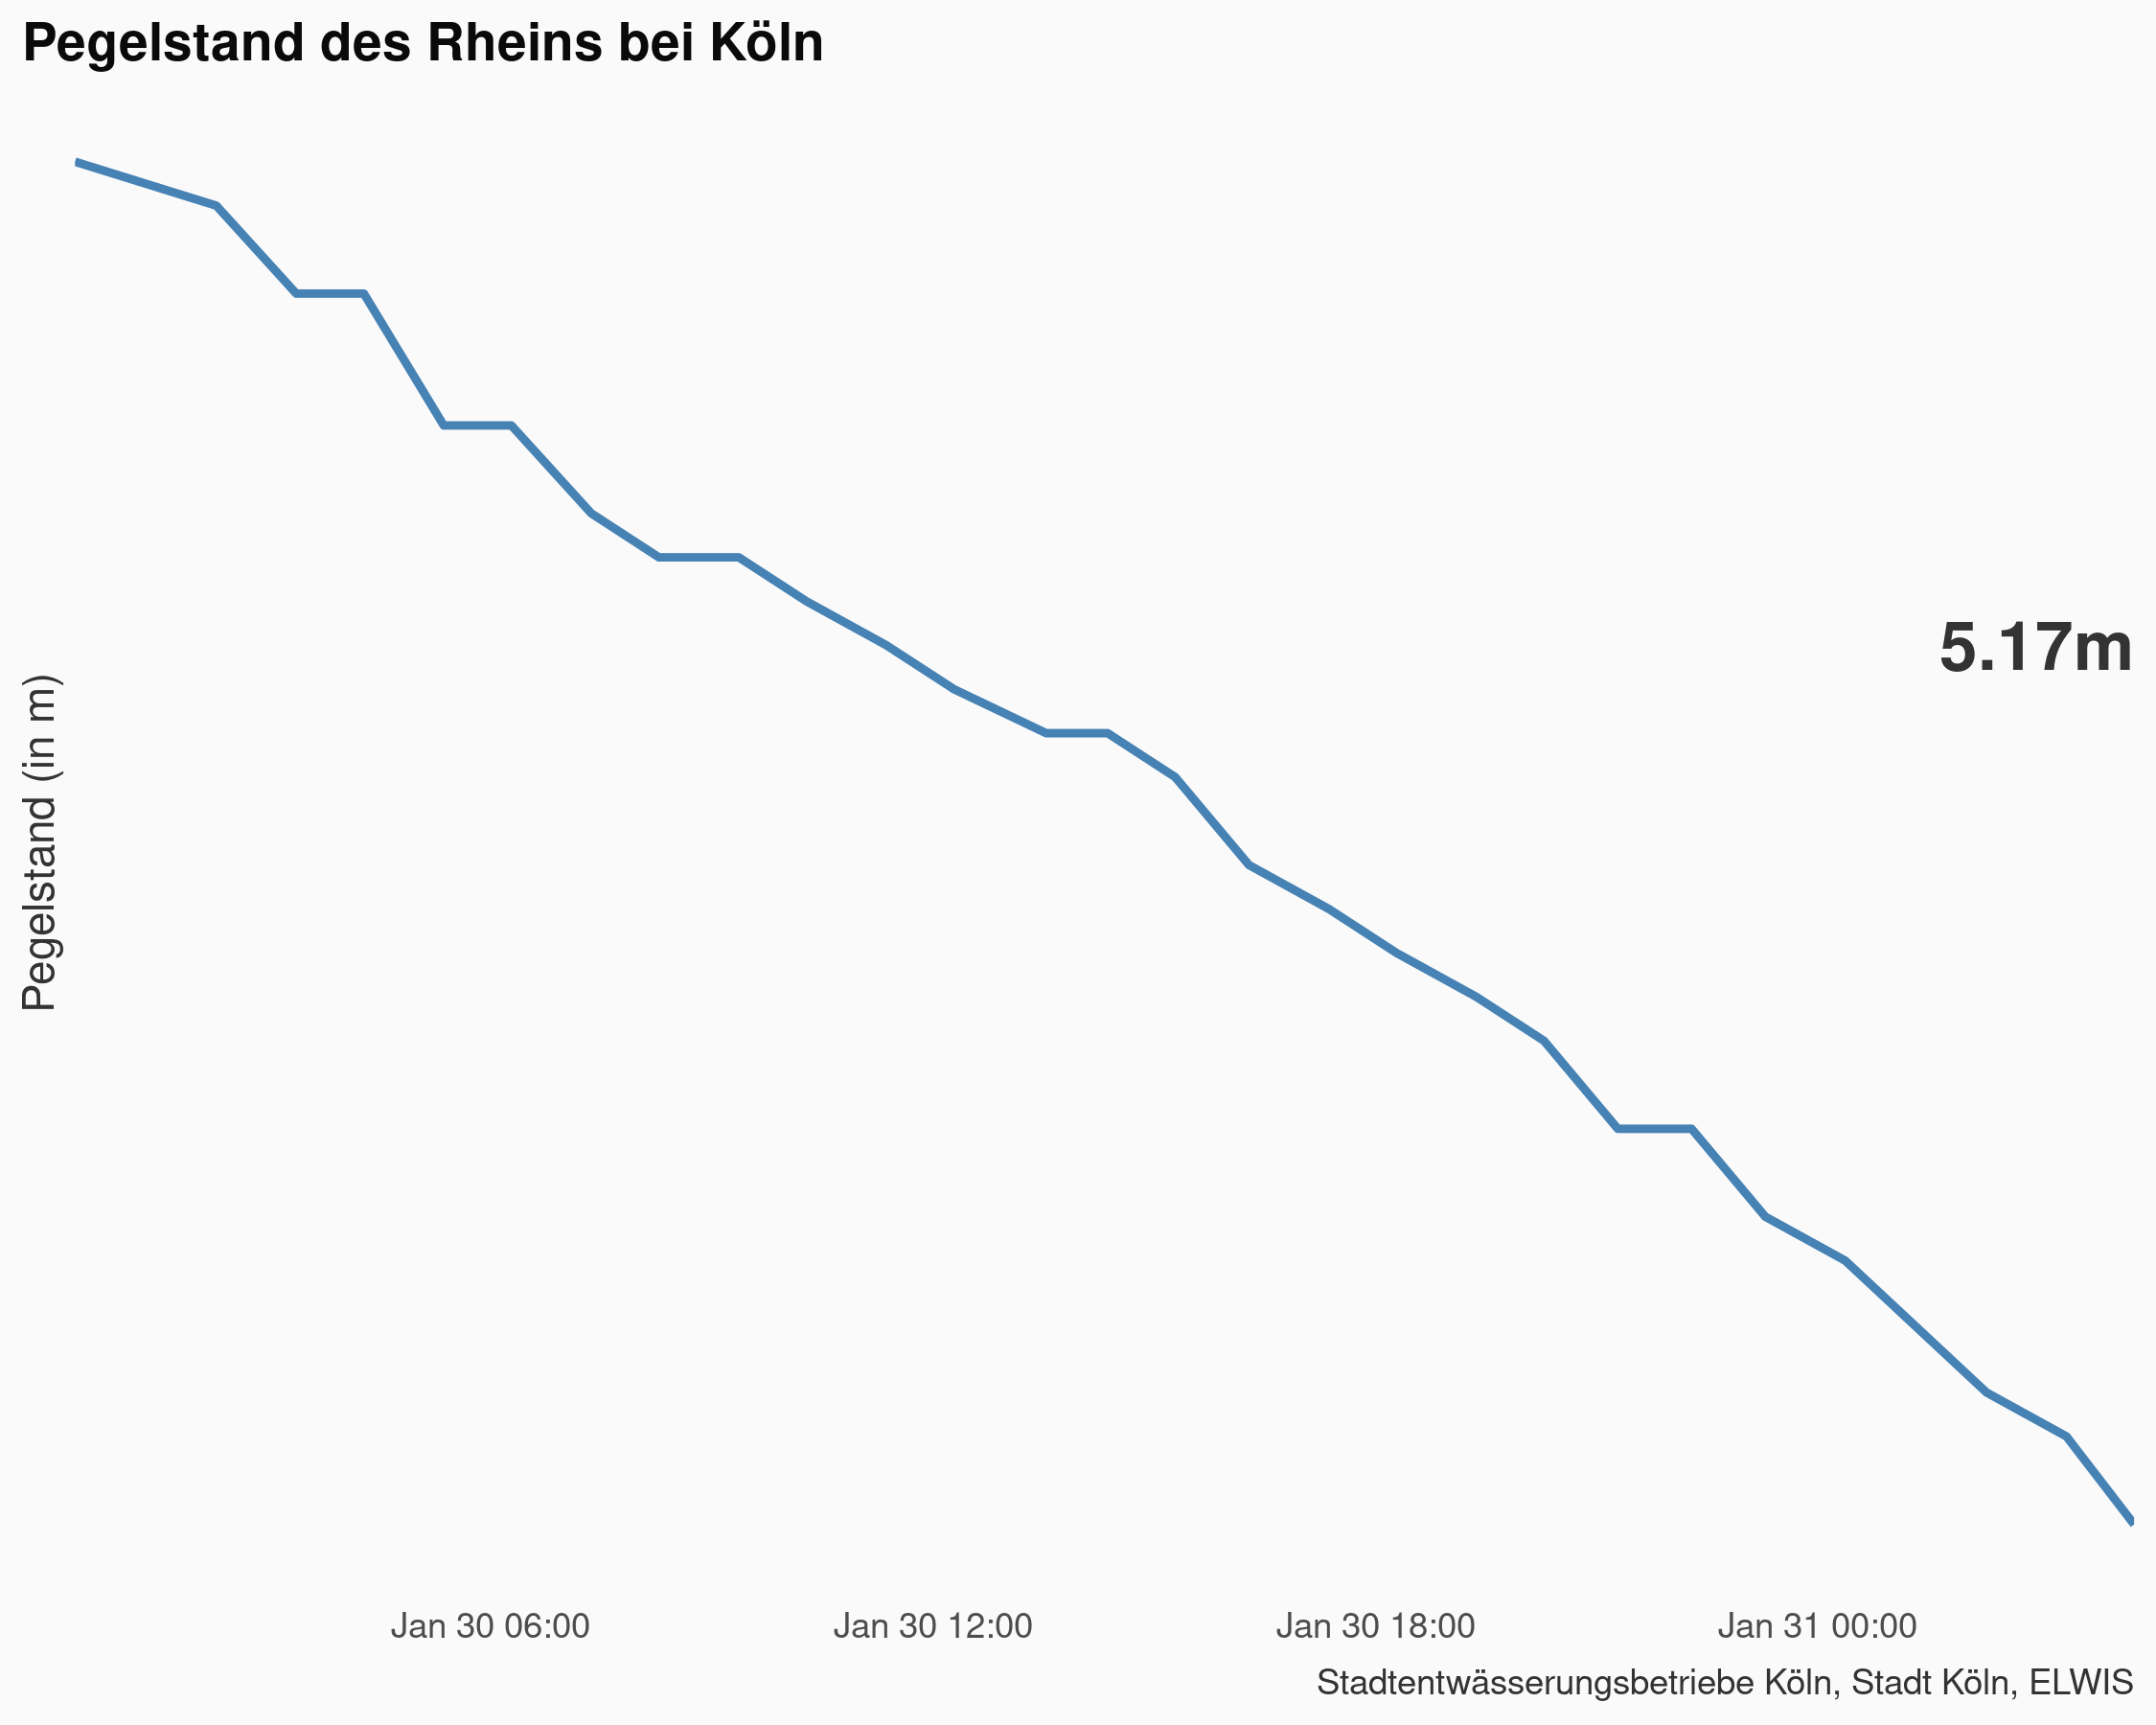 Pegelstand des Rheins bei Köln
Pegelstand (in m)
5.17m
Jan 30 06:00
Jan 30 12:00
Jan 30 18:00
Jan 31 00:00
Stadtentwässerungsbetriebe Köln, Stadt Köln, ELWIS